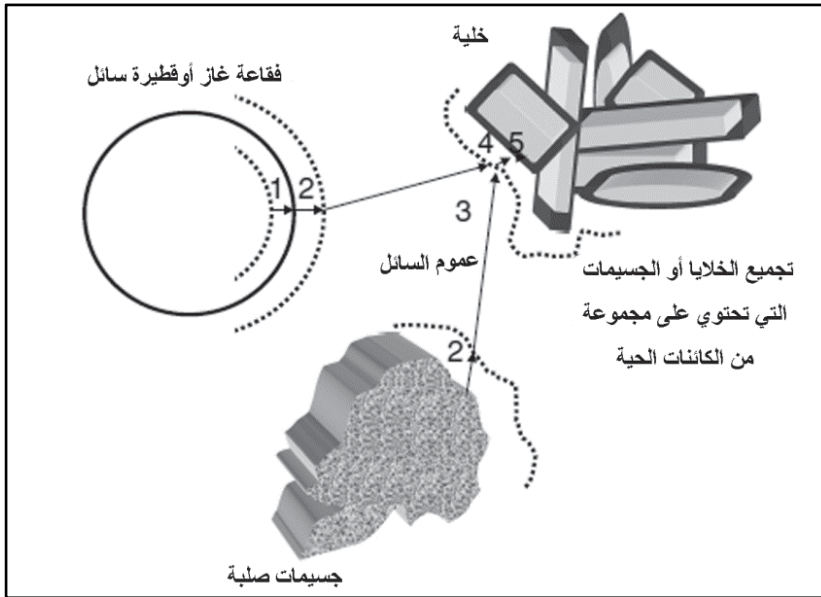 خلية
فقاعة غاز أوقطيرة سائل
4
5
1
2
3
عموم السائل
تجميع الخلايا أو الجسيمات
التي تحتوي على مجموعة
من الكائنات الحية
2
جسيمات صلبة